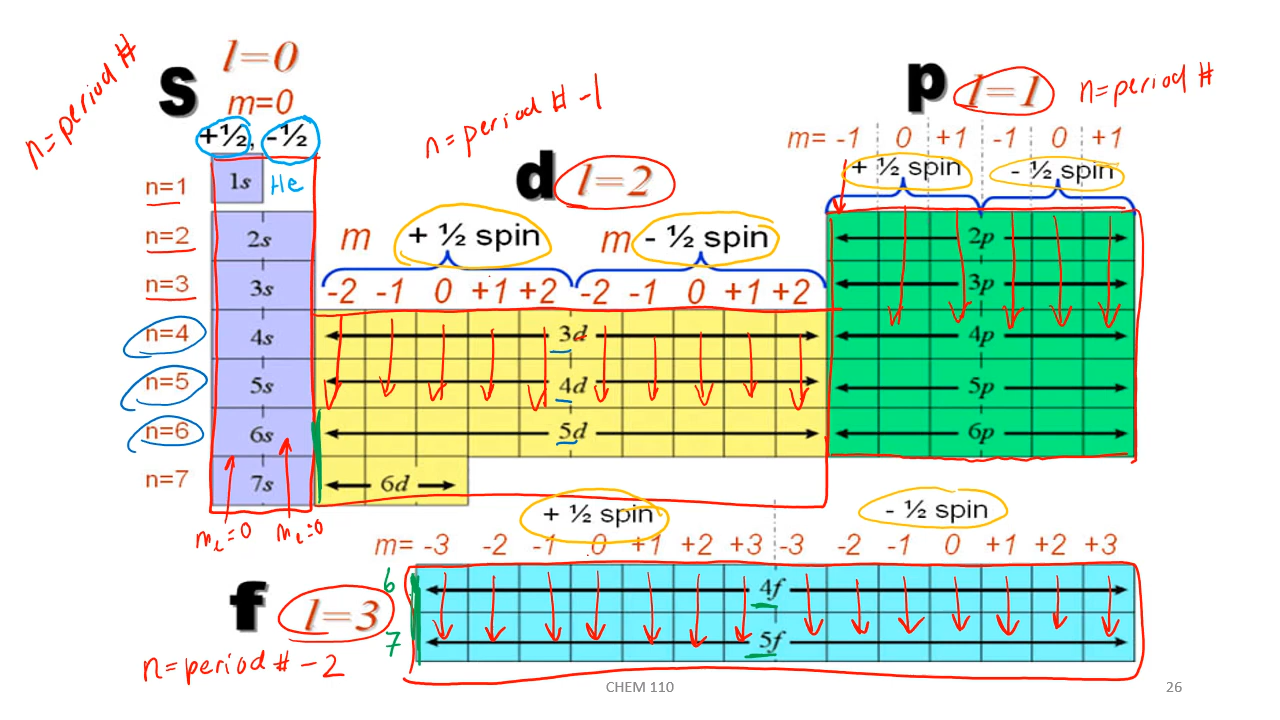 n=period #
s l=0
m=0
+½, -½
n=period # -1
p l=1 n=period #
m= -1 0 +1 -1 0 +1
+ ½ spin - ½ spin
n=1 1s He
d l=2
n=2 2s m + ½ spin m - ½ spin 2p
n=3 3s -2 -1 0 +1 +2 -2 -1 0 +1 +2 3p
n=4 4s 3d 4p
n=5 5s 4d 5p
n=6 6s 5d 6p
n=7 7s 6d
mℓ=0 mℓ=0
+ ½ spin - ½ spin
m= -3 -2 -1 0 +1 +2 +3 -3 -2 -1 0 +1 +2 +3
f l=3 6 4f
7 5f
n=period # -2
CHEM 110 26